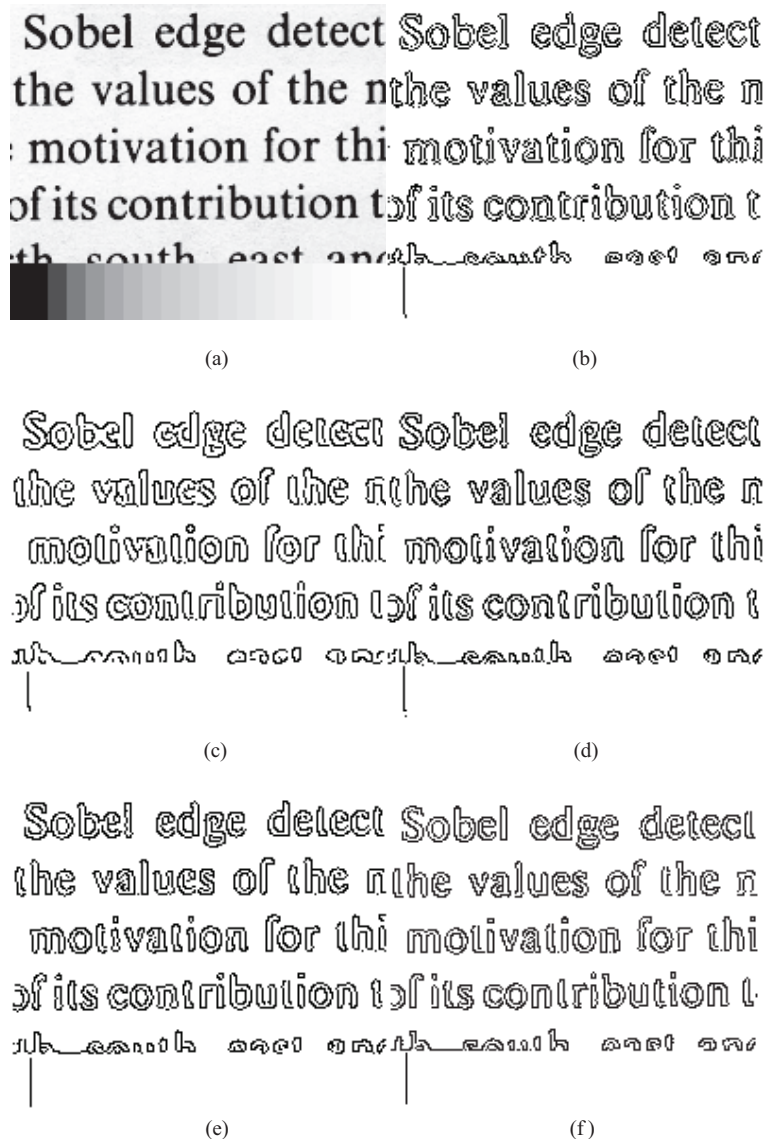 Sobel edge detect
the values of the n
motivation for thi
of its contribution t
th south east and
(a)
Sobel edge detect
the values of the n
motivation for thi
of its contribution t
(b)
Sobel edge detect
the values of the n
motivation for thi
of its contribution t
(c)
Sobel edge detect
the values of the n
motivation for thi
of its contribution t
(d)
Sobel edge detect
the values of the n
motivation for thi
of its contribution t
(e)
Sobel edge detect
the values of the n
motivation for thi
of its contribution t
(f)